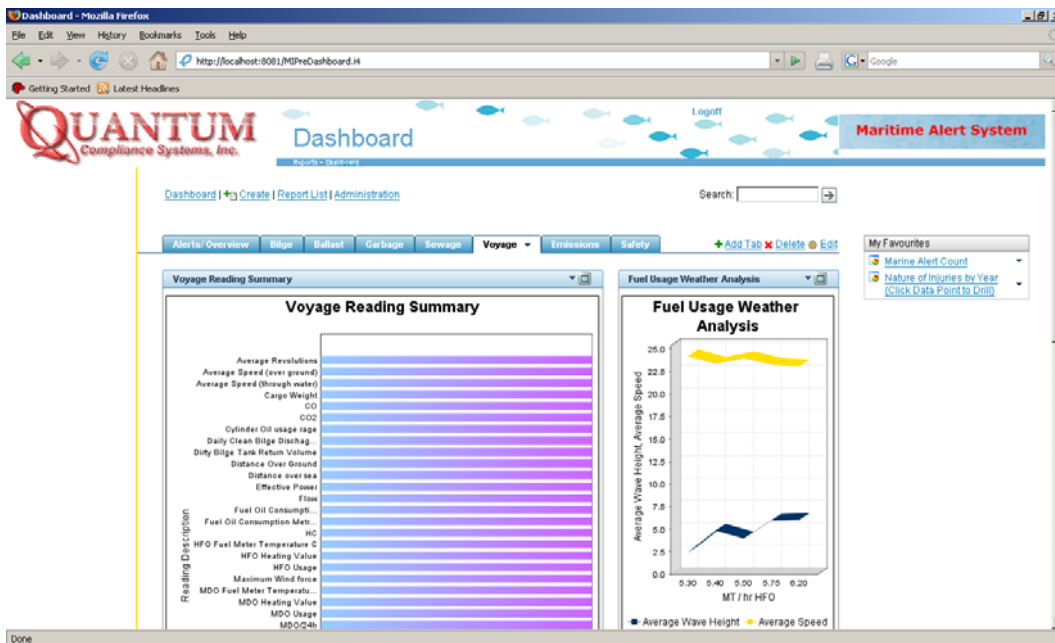 Dashboard - Mozilla Firefox
File Edit View History Bookmarks Tools Help
http://localhost:8081/MIPreDashboard.i4
Google
Getting Started Latest Headlines
QUANTUM
Compliance Systems, Inc.
Dashboard
Logoff
Maritime Alert System
Reports > Dashboard
Dashboard | Create | Report List | Administration
Search:
Alerts/Overview Bilge Ballast Garbage Sewage Voyage Emissions Safety
Add Tab Delete Edit
My Favourites
Marine Alert Count
Nature of Injuries by Year
(Click Data Point to Drill)
Voyage Reading Summary
Voyage Reading Summary
Average Revolutions
Average Speed (over ground)
Average Speed (through water)
Cargo Weight
CO
CO2
Cylinder Oil usage rage
Daily Clean Bilge Dischag...
Dirty Bilge Tank Return Volume
Distance Over Ground
Distance over sea
Effective Power
Flow
Fuel Oil Consumpti...
Fuel Oil Consumption Metr...
HC
HFO Fuel Meter Temperature C
HFO Heating Value
HFO Usage
Maximum Wind force
MDO Fuel Meter Temperatu...
MDO Heating Value
MDO Usage
MDO/24h
Reading Description
Fuel Usage Weather Analysis
Fuel Usage Weather
Analysis
25.0
22.5
20.0
17.5
15.0
12.5
10.0
7.5
5.0
2.5
0.0
Average Wave Height, Average Speed
5.30 5.40 5.50 5.75 6.20
MT / hr HFO
Average Wave Height Average Speed
Done